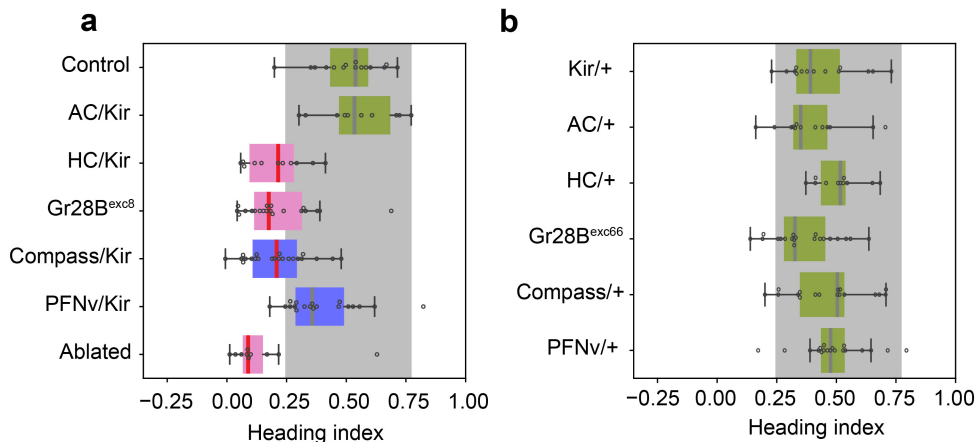 a
Control
AC/Kir
HC/Kir
Gr28B^exc8
Compass/Kir
PFNv/Kir
Ablated
−0.25 0.00 0.25 0.50 0.75 1.00
Heading index
b
Kir/+
AC/+
HC/+
Gr28B^exc66
Compass/+
PFNv/+
−0.25 0.00 0.25 0.50 0.75 1.00
Heading index